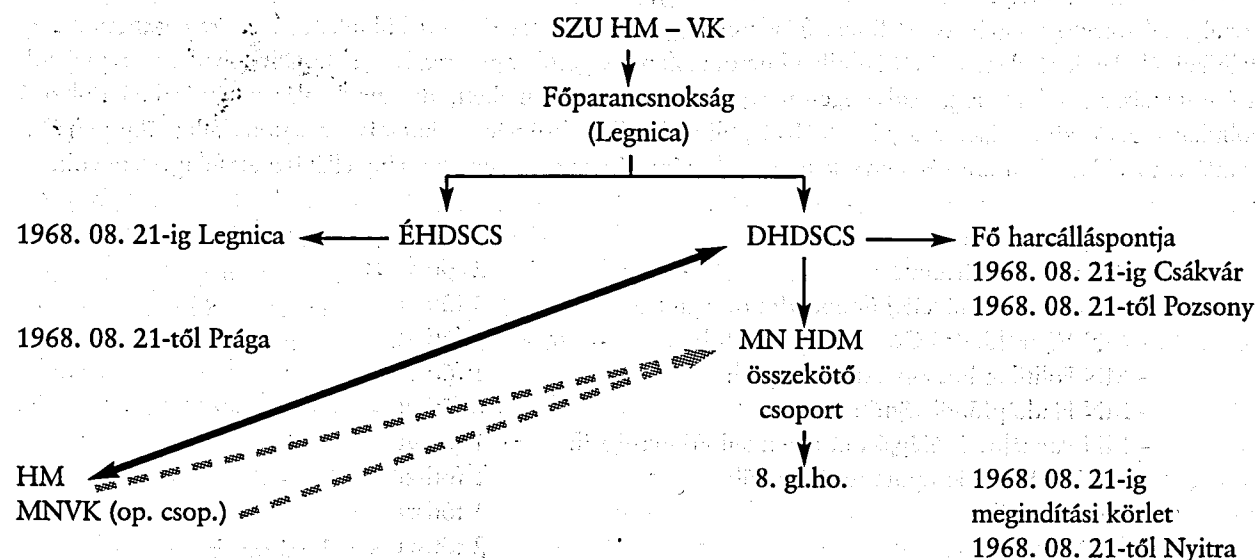 SZU HM – VK
Főparancsnokság
(Legnica)
1968. 08. 21-ig Legnica
ÉHDSCS
DHDSCS
Fő harcálláspontja
1968. 08. 21-ig Csákvár
1968. 08. 21-től Pozsony
1968. 08. 21-től Prága
MN HDM
összekötő
csoport
HM
MNVK (op. csop.)
8. gl.ho.
1968. 08. 21-ig
megindítási körlet
1968. 08. 21-től Nyitra